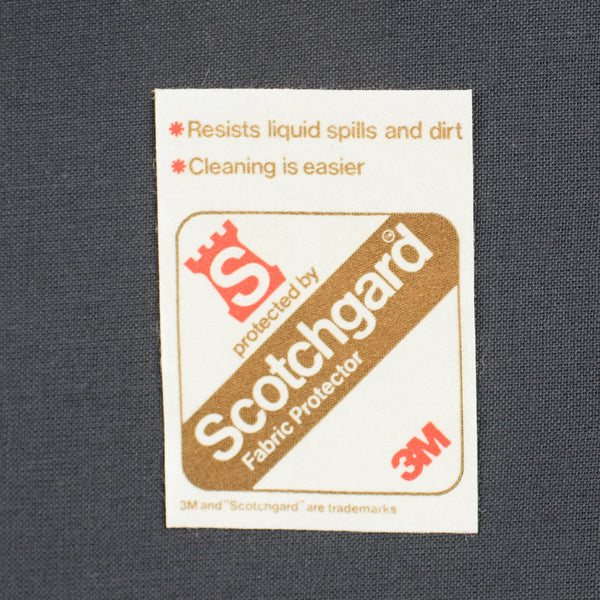 *Resists liquid spills and dirt
*Cleaning is easier
S
protected by
Scotchgard ©
Fabric Protector
3M
3M and "Scotchgard" are trademarks